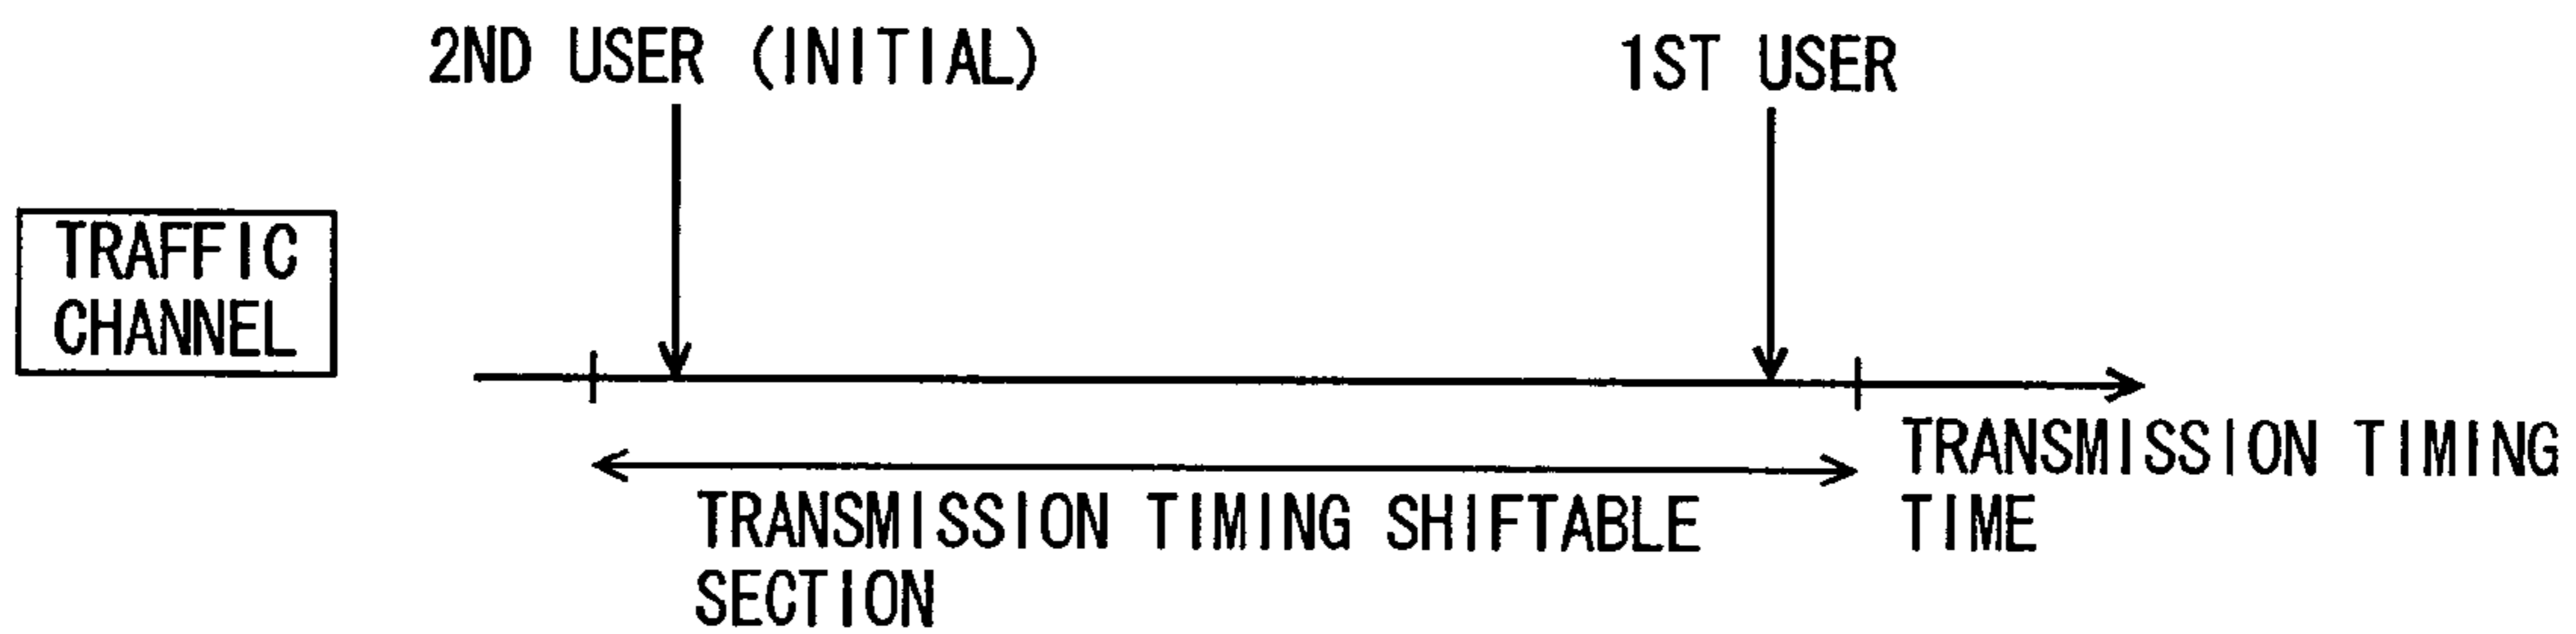 2ND USER (INITIAL)
1ST USER
TRAFFIC
CHANNEL
TRANSMISSION TIMING
TIME
TRANSMISSION TIMING SHIFTABLE
SECTION